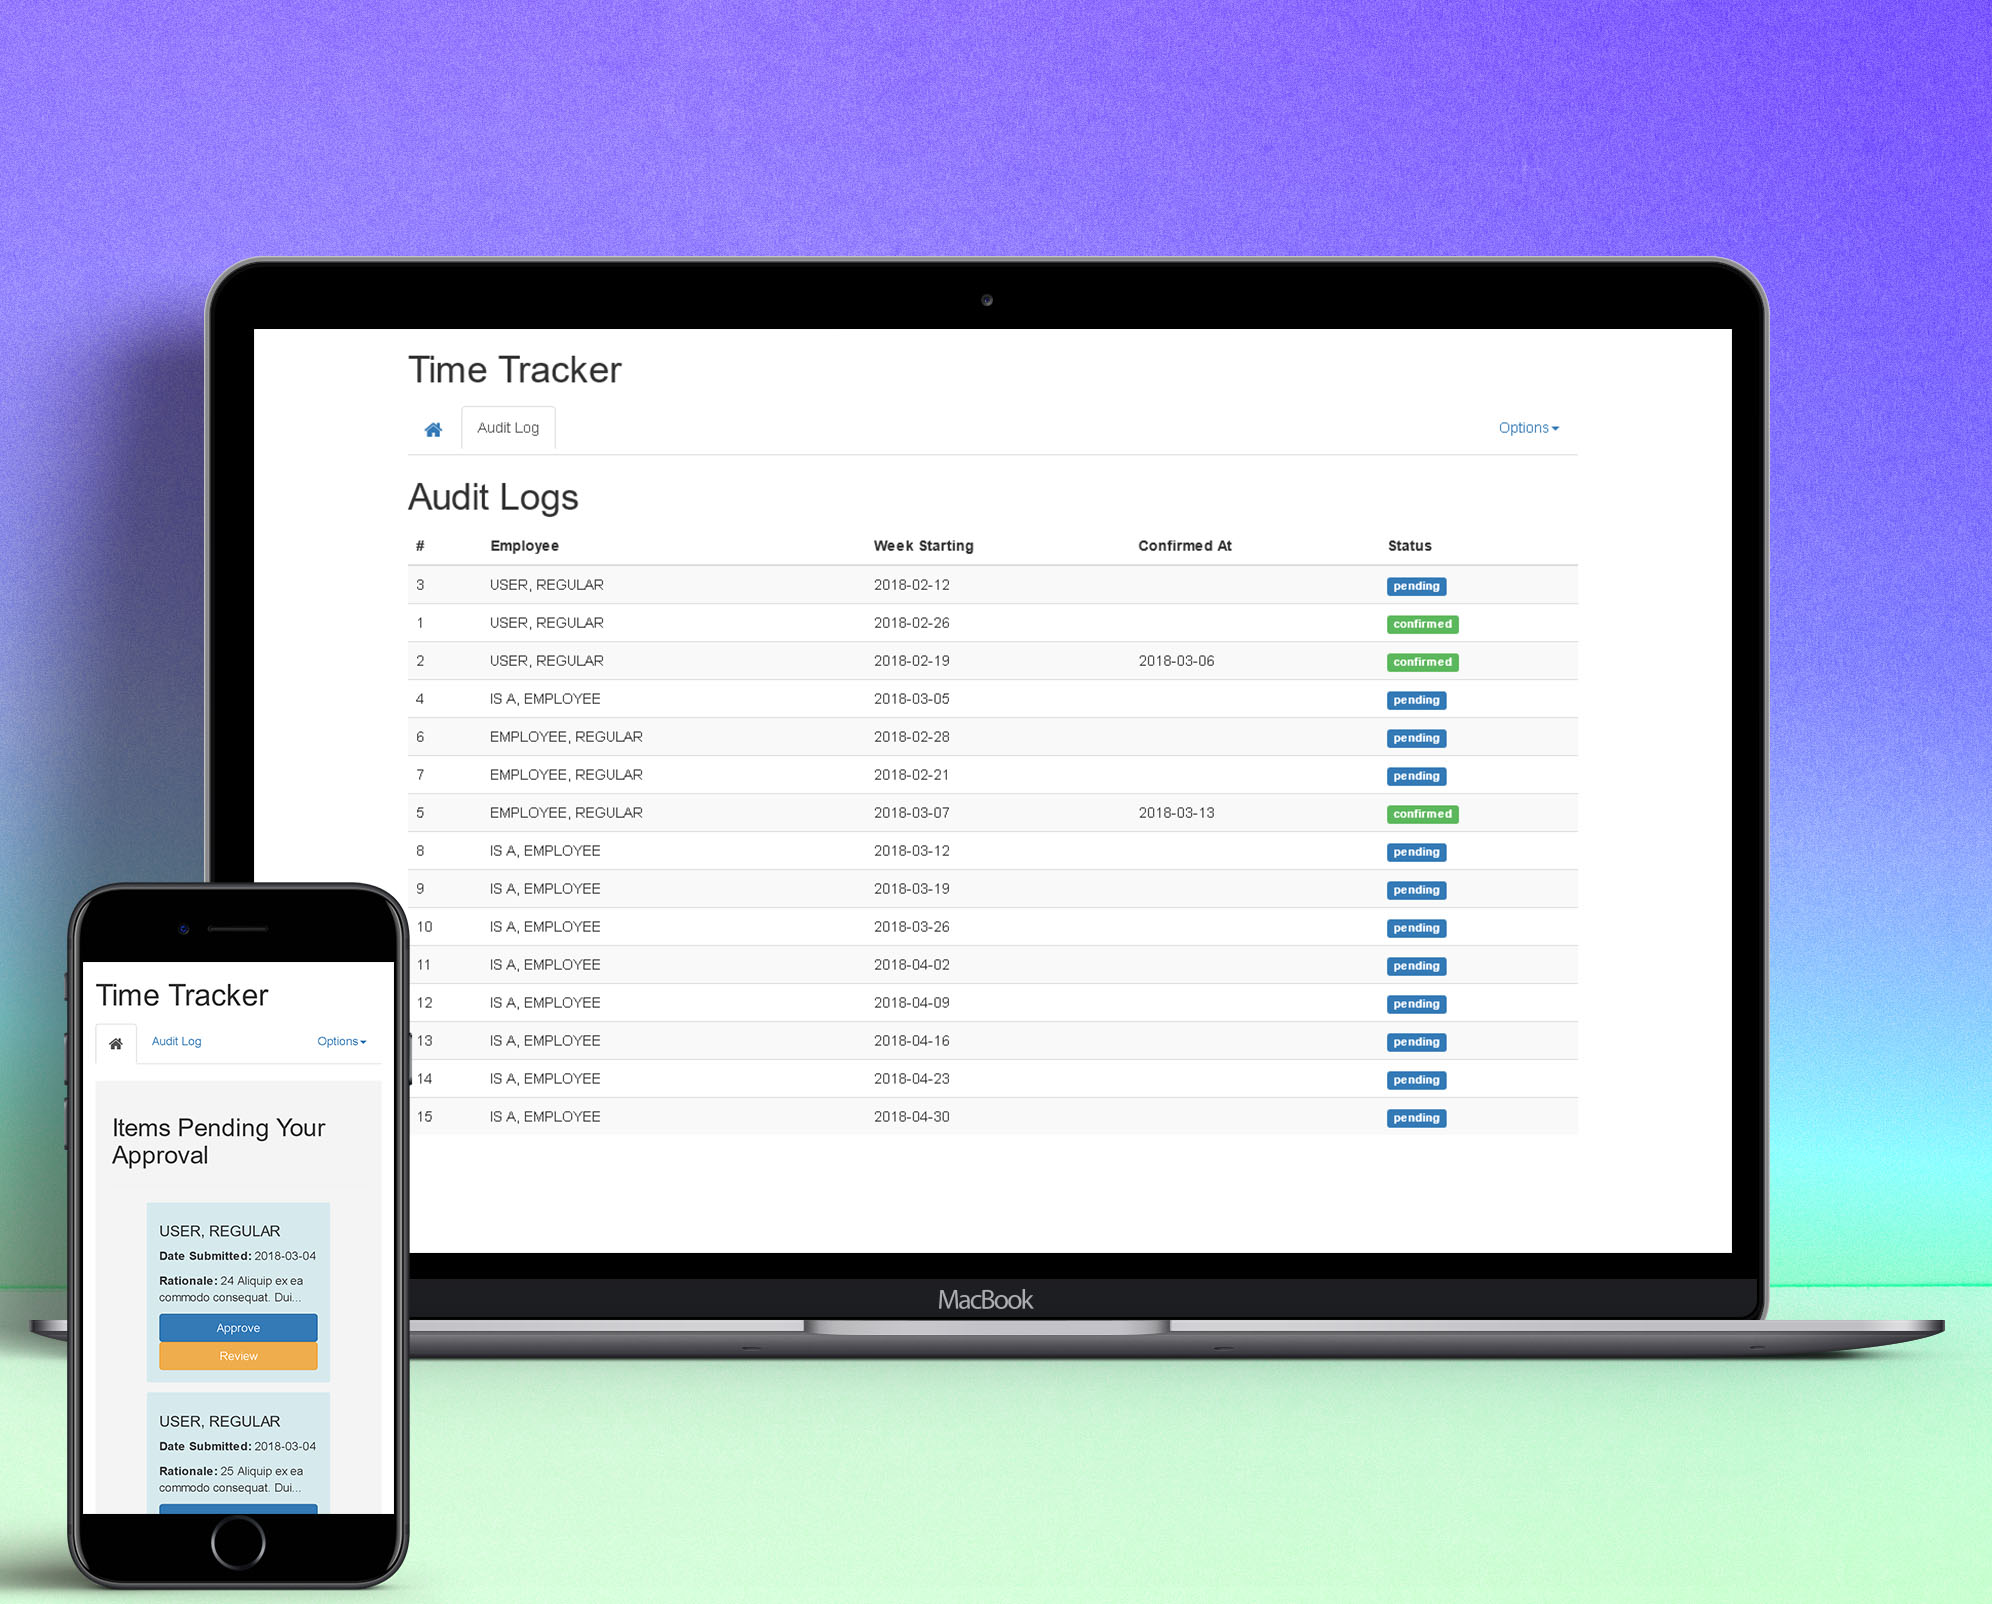 Time Tracker
Audit Log Options
Audit Logs
# Employee Week Starting Confirmed At Status
3 USER, REGULAR 2018-02-12 pending
1 USER, REGULAR 2018-02-26 confirmed
2 USER, REGULAR 2018-02-19 2018-03-06 confirmed
4 IS A, EMPLOYEE 2018-03-05 pending
6 EMPLOYEE, REGULAR 2018-02-28 pending
7 EMPLOYEE, REGULAR 2018-02-21 pending
5 EMPLOYEE, REGULAR 2018-03-07 2018-03-13 confirmed
8 IS A, EMPLOYEE 2018-03-12 pending
9 IS A, EMPLOYEE 2018-03-19 pending
10 IS A, EMPLOYEE 2018-03-26 pending
11 IS A, EMPLOYEE 2018-04-02 pending
12 IS A, EMPLOYEE 2018-04-09 pending
13 IS A, EMPLOYEE 2018-04-16 pending
14 IS A, EMPLOYEE 2018-04-23 pending
15 IS A, EMPLOYEE 2018-04-30 pending
MacBook
Time Tracker
Audit Log Options
Items Pending Your
Approval
USER, REGULAR
Date Submitted: 2018-03-04
Rationale: 24 Aliquip ex ea
commodo consequat. Dui...
Approve
Review
USER, REGULAR
Date Submitted: 2018-03-04
Rationale: 25 Aliquip ex ea
commodo consequat. Dui...